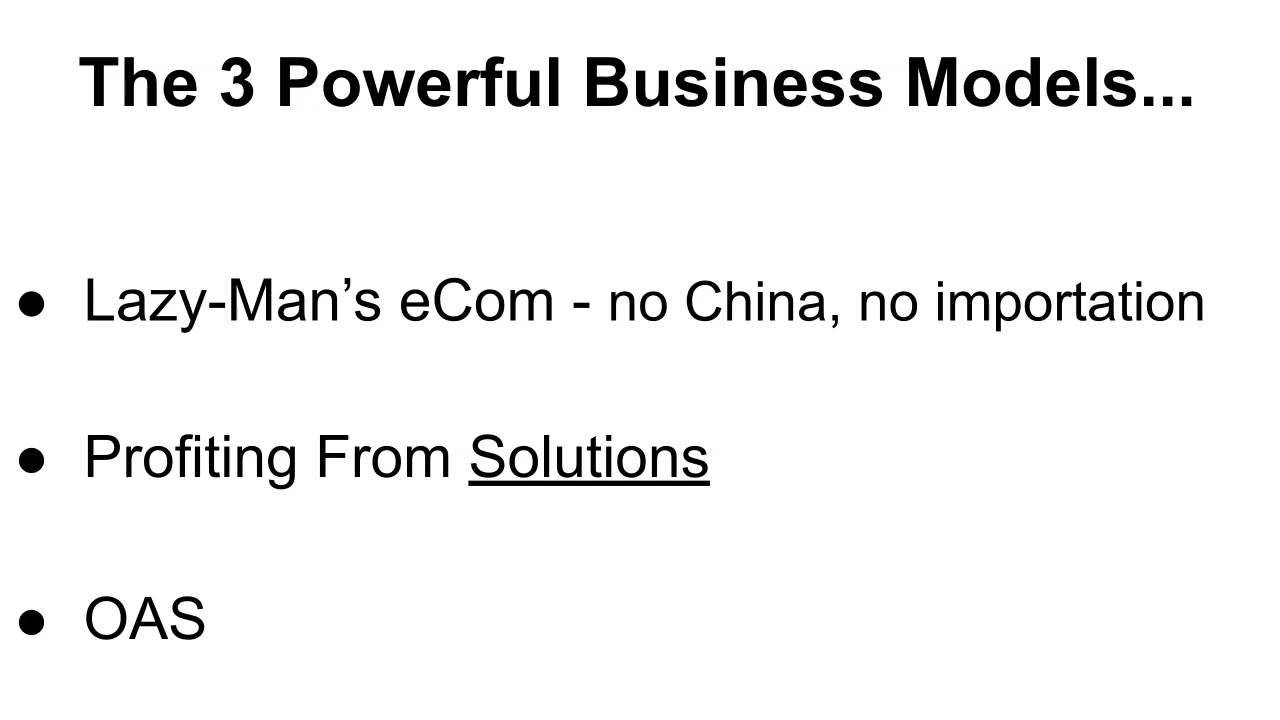 The 3 Powerful Business Models...
● Lazy-Man’s eCom - no China, no importation
● Profiting From Solutions
● OAS